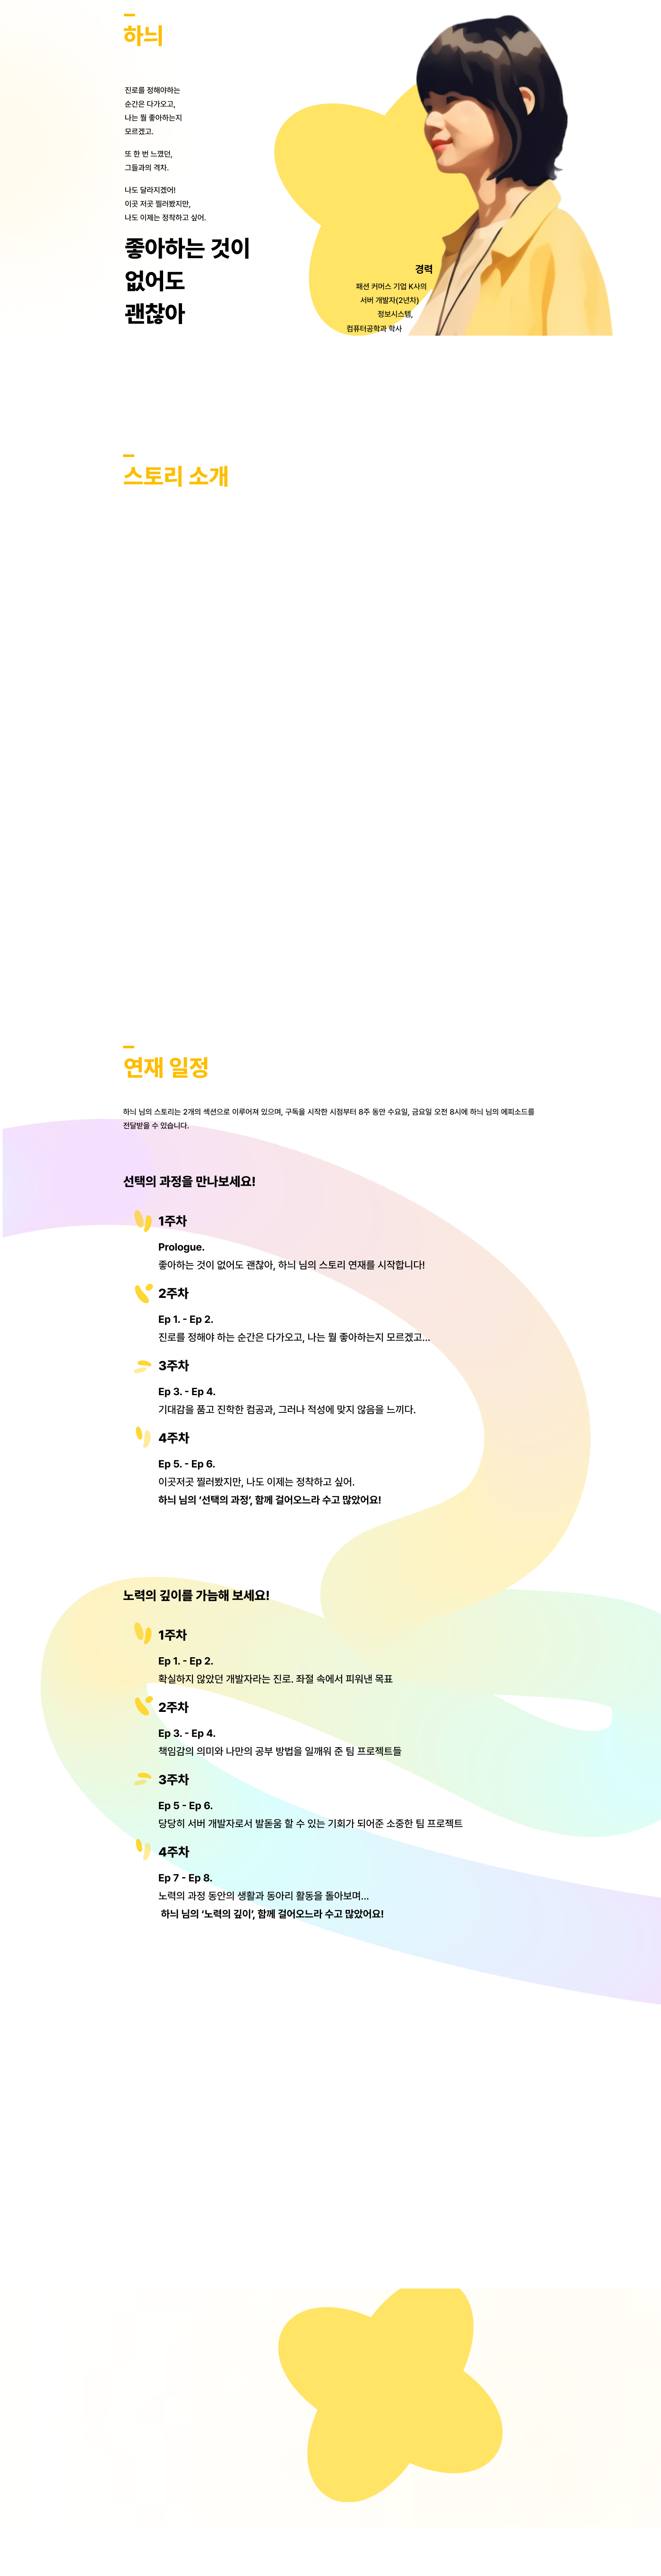 하늬
진로를 정해야하는
순간은 다가오고,
나는 뭘 좋아하는지
모르겠고.
또 한 번 느꼈던,
그들과의 격차.
나도 달라지겠어!
이곳 저곳 찔러봤지만,
나도 이제는 정착하고 싶어.
좋아하는 것이
없어도
괜찮아
경력
패션 커머스 기업 K사의
서버 개발자(2년차)
정보시스템,
컴퓨터공학과 학사
스토리 소개
연재 일정
하늬 님의 스토리는 2개의 섹션으로 이루어져 있으며, 구독을 시작한 시점부터 8주 동안 수요일, 금요일 오전 8시에 하늬 님의 에피소드를
전달받을 수 있습니다.
선택의 과정을 만나보세요!
1주차
Prologue.
좋아하는 것이 없어도 괜찮아, 하늬 님의 스토리 연재를 시작합니다!
2주차
Ep 1. - Ep 2.
진로를 정해야 하는 순간은 다가오고, 나는 뭘 좋아하는지 모르겠고...
3주차
Ep 3. - Ep 4.
기대감을 품고 진학한 컴공과, 그러나 적성에 맞지 않음을 느끼다.
4주차
Ep 5. - Ep 6.
이곳저곳 찔러봤지만, 나도 이제는 정착하고 싶어.
하늬 님의 ‘선택의 과정’, 함께 걸어오느라 수고 많았어요!
노력의 깊이를 가늠해 보세요!
1주차
Ep 1. - Ep 2.
확실하지 않았던 개발자라는 진로. 좌절 속에서 피워낸 목표
2주차
Ep 3. - Ep 4.
책임감의 의미와 나만의 공부 방법을 일깨워 준 팀 프로젝트들
3주차
Ep 5 - Ep 6.
당당히 서버 개발자로서 발돋움 할 수 있는 기회가 되어준 소중한 팀 프로젝트
4주차
Ep 7 - Ep 8.
노력의 과정 동안의 생활과 동아리 활동을 돌아보며...
하늬 님의 ‘노력의 깊이’, 함께 걸어오느라 수고 많았어요!